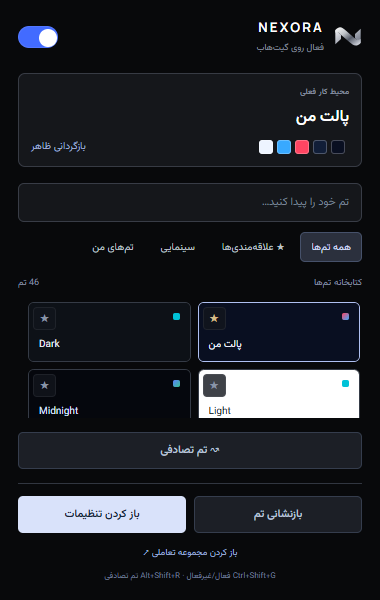 NEXORA
فعال روی گیت‌هاب
محیط کار فعلی
پالت من
بازگردانی ظاهر
تم خود را پیدا کنید...
همه تم‌ها
★ علاقه‌مندی‌ها
سینمایی
تم‌های من
کتابخانه تم‌ها
46 تم
پالت من
Dark
Light
Midnight
↝ تم تصادفی
بازنشانی تم
باز کردن تنظیمات
باز کردن مجموعه تعاملی ↗
Ctrl+Shift+G فعال/غیرفعال · Alt+Shift+R تم تصادفی